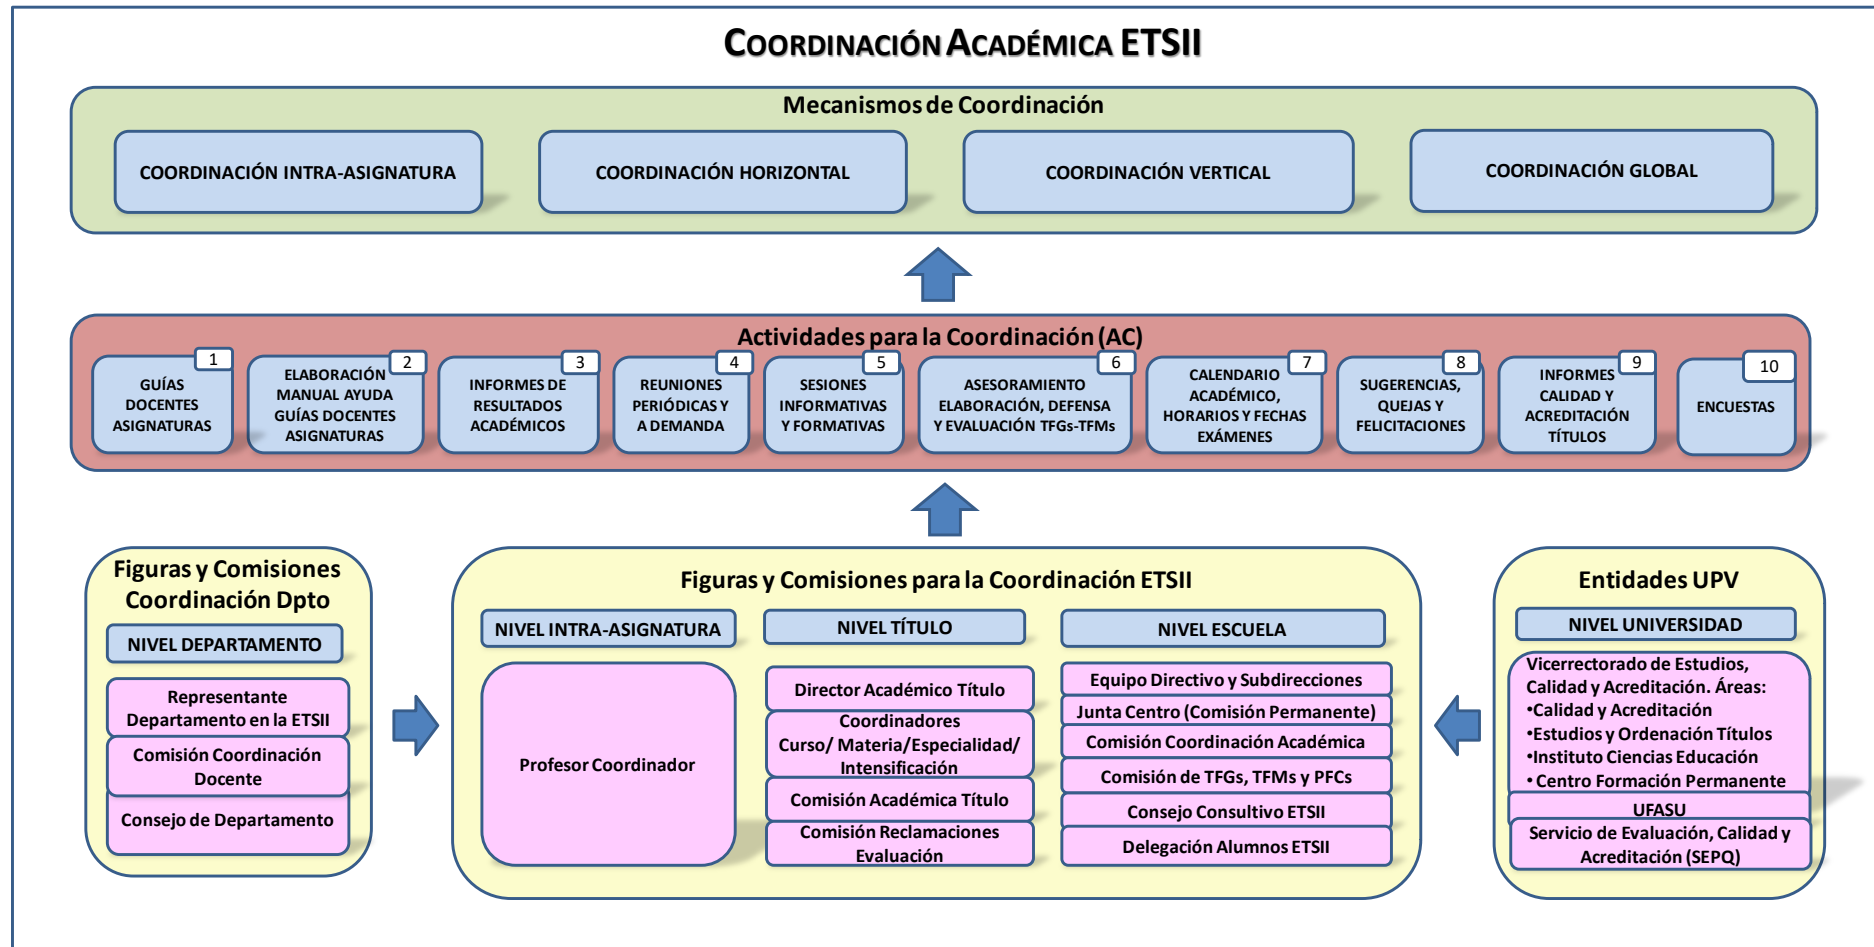 COORDINACIÓN ACADÉMICA ETSII
Mecanismos de Coordinación
COORDINACIÓN INTRA-ASIGNATURA
COORDINACIÓN HORIZONTAL
COORDINACIÓN VERTICAL
COORDINACIÓN GLOBAL
Actividades para la Coordinación (AC)
1
GUÍAS
DOCENTES
ASIGNATURAS
2
ELABORACIÓN
MANUAL AYUDA
GUÍAS DOCENTES
ASIGNATURAS
3
INFORMES DE
RESULTADOS
ACADÉMICOS
4
REUNIONES
PERIÓDICAS Y
A DEMANDA
5
SESIONES
INFORMATIVAS
Y FORMATIVAS
6
ASESORAMIENTO
ELABORACIÓN, DEFENSA
Y EVALUACIÓN TFGs-TFMs
7
CALENDARIO
ACADÉMICO,
HORARIOS Y FECHAS
EXÁMENES
8
SUGERENCIAS,
QUEJAS Y
FELICITACIONES
9
INFORMES
CALIDAD Y
ACREDITACIÓN
TÍTULOS
10
ENCUESTAS
Figuras y Comisiones
Coordinación Dpto
NIVEL DEPARTAMENTO
Representante
Departamento en la ETSII
Comisión Coordinación
Docente
Consejo de Departamento
Figuras y Comisiones para la Coordinación ETSII
NIVEL INTRA-ASIGNATURA
Profesor Coordinador
NIVEL TÍTULO
Director Académico Título
Coordinadores
Curso/ Materia/Especialidad/
Intensificación
Comisión Académica Título
Comisión Reclamaciones
Evaluación
NIVEL ESCUELA
Equipo Directivo y Subdirecciones
Junta Centro (Comisión Permanente)
Comisión Coordinación Académica
Comisión de TFGs, TFMs y PFCs
Consejo Consultivo ETSII
Delegación Alumnos ETSII
Entidades UPV
NIVEL UNIVERSIDAD
Vicerrectorado de Estudios,
Calidad y Acreditación. Áreas:
•Calidad y Acreditación
•Estudios y Ordenación Títulos
•Instituto Ciencias Educación
• Centro Formación Permanente
UFASU
Servicio de Evaluación, Calidad y
Acreditación (SEPQ)